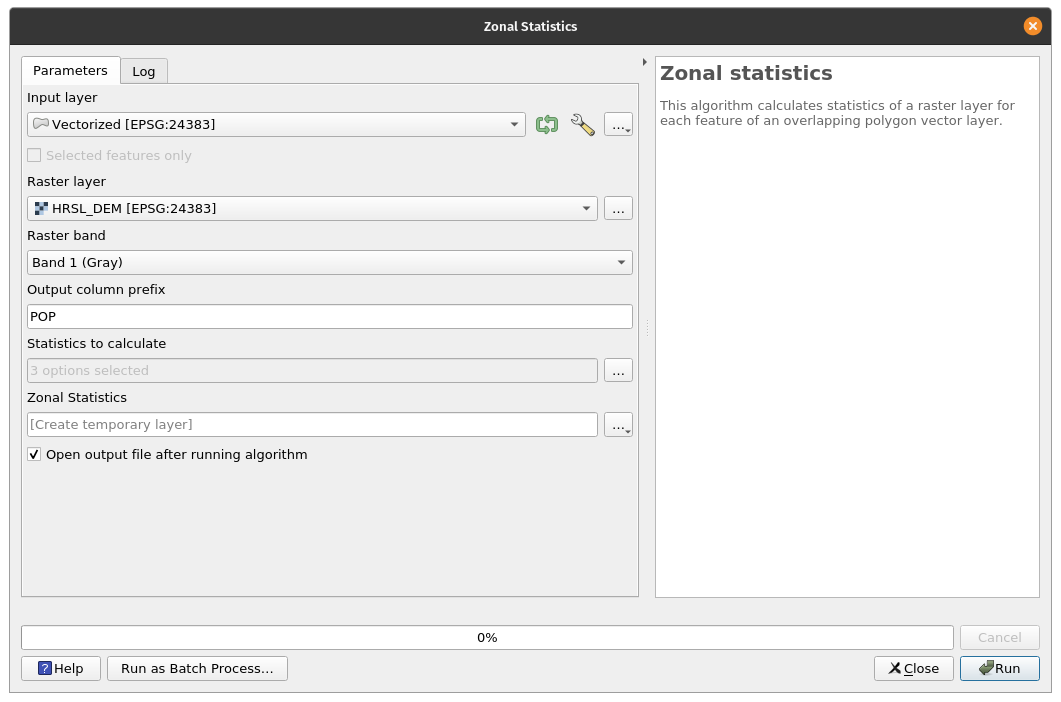 Zonal Statistics
Parameters
Log
Input layer
Vectorized [EPSG:24383]
...
Selected features only
Raster layer
HRSL_DEM [EPSG:24383]
...
Raster band
Band 1 (Gray)
Output column prefix
POP
Statistics to calculate
3 options selected
...
Zonal Statistics
[Create temporary layer]
...
Open output file after running algorithm
Zonal statistics
This algorithm calculates statistics of a raster layer for
each feature of an overlapping polygon vector layer.
0%
Cancel
? Help
Run as Batch Process...
Close
Run